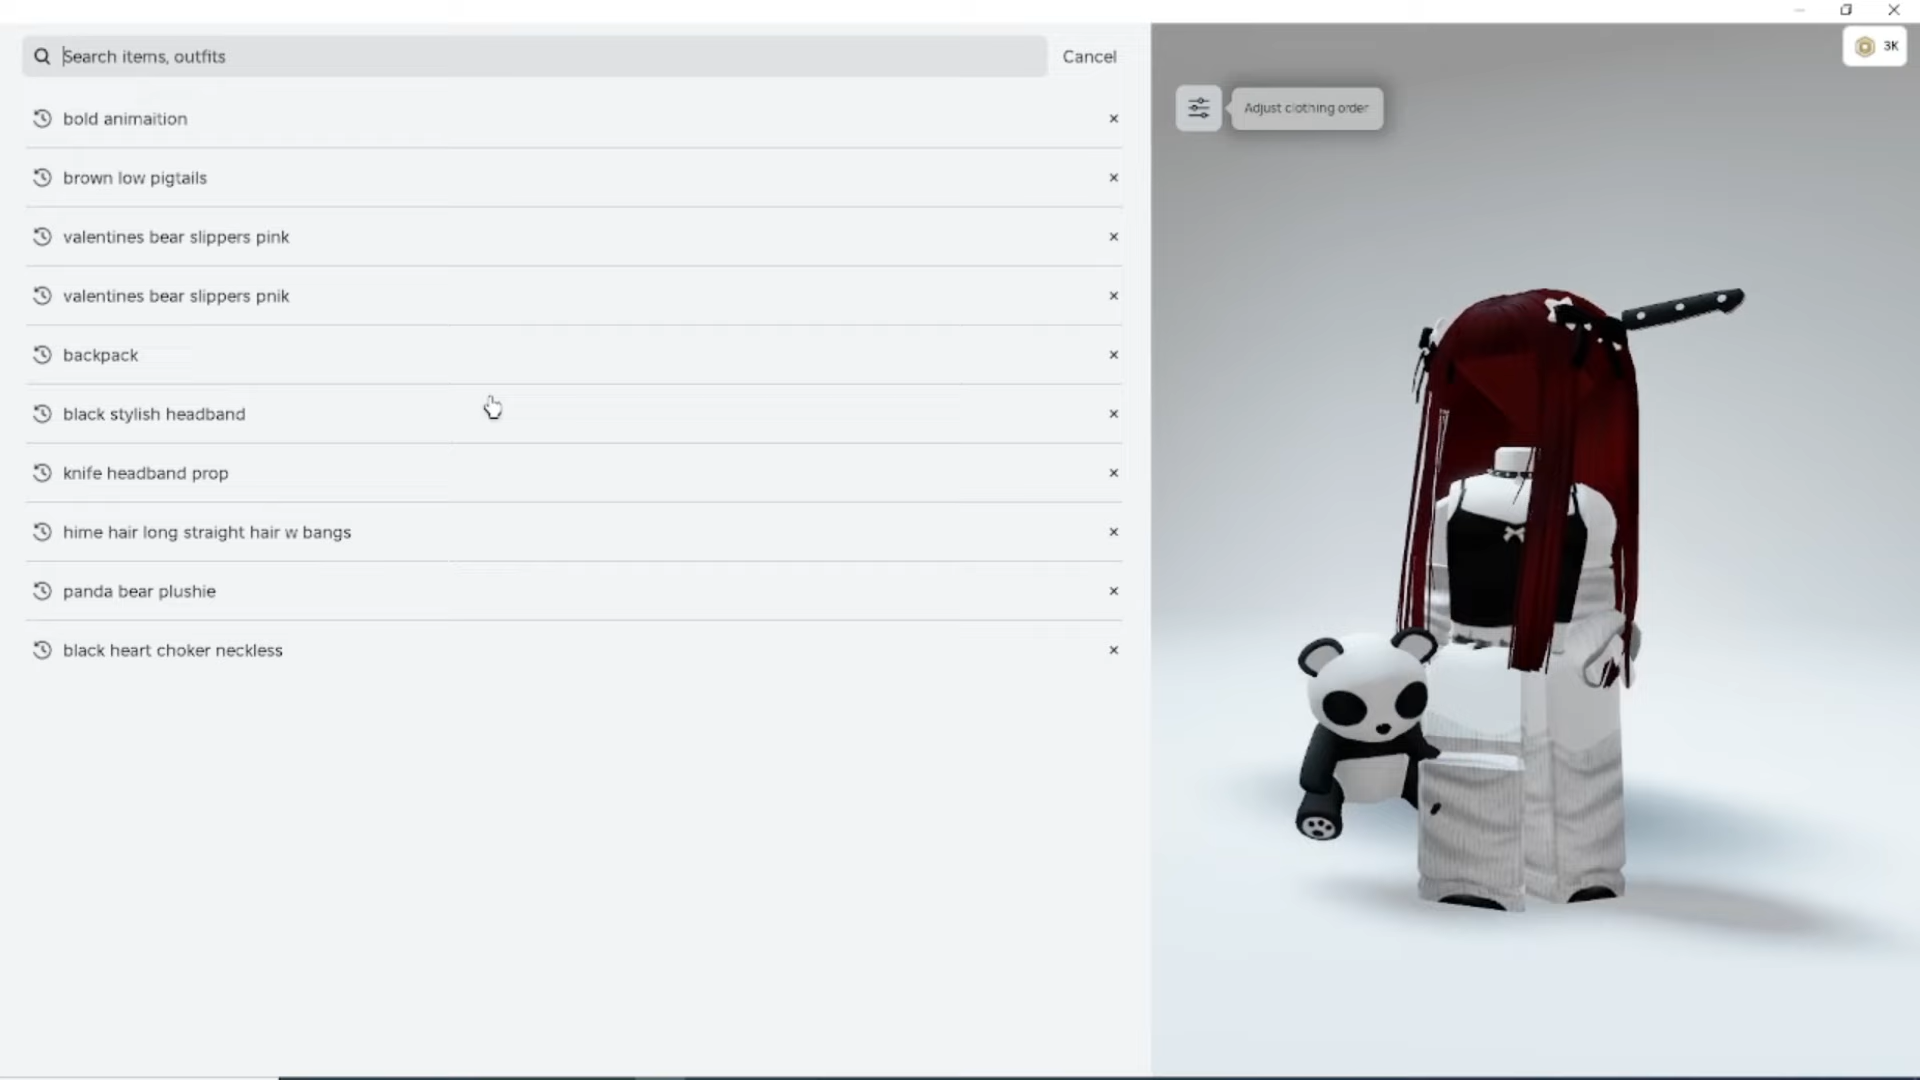 Search items, outfits
Cancel
3K
Adjust clothing order
bold animaition
brown low pigtails
valentines bear slippers pink
valentines bear slippers pnik
backpack
black stylish headband
knife headband prop
hime hair long straight hair w bangs
panda bear plushie
black heart choker neckless